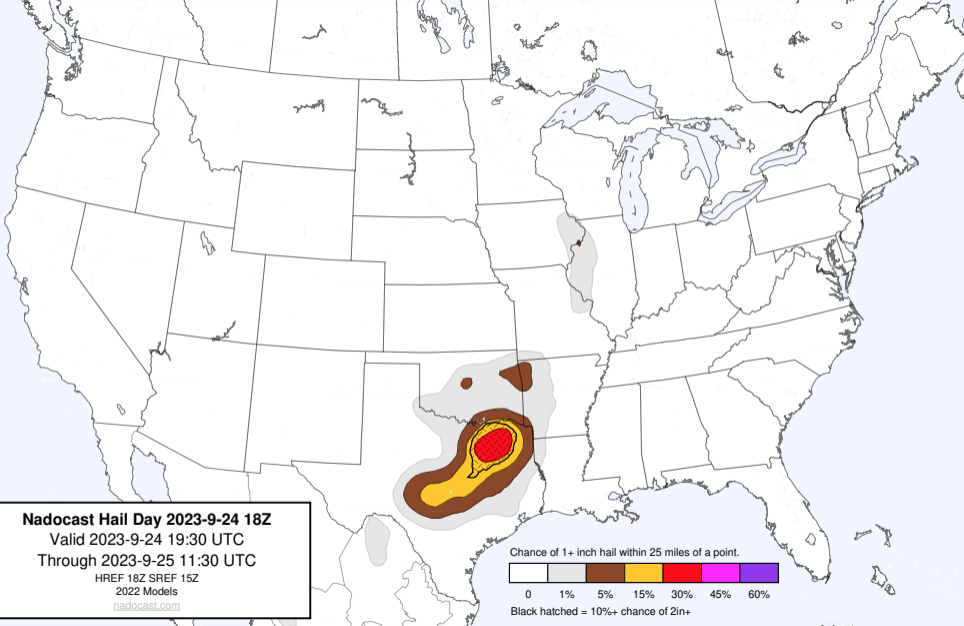 Nadocast Hail Day 2023-9-24 18Z
Valid 2023-9-24 19:30 UTC
Through 2023-9-25 11:30 UTC
HREF 18Z SREF 15Z
2022 Models
nadocast.com
Chance of 1+ inch hail within 25 miles of a point.
0 1% 5% 15% 30% 45% 60%
Black hatched = 10%+ chance of 2in+